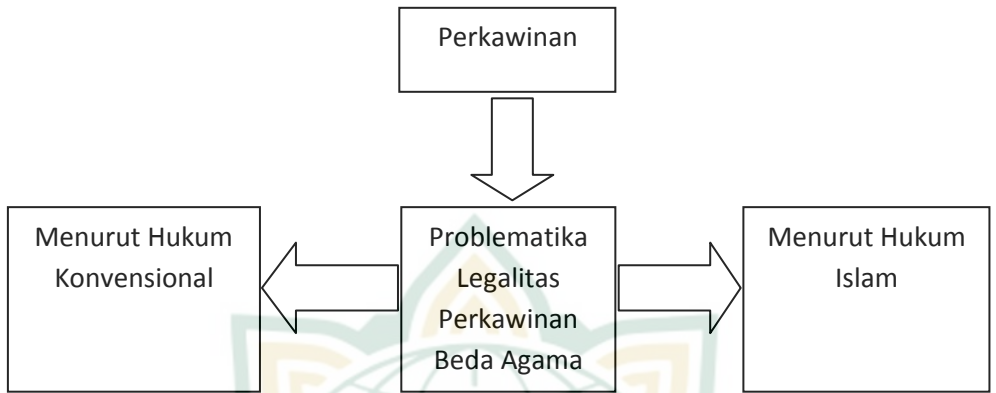 Perkawinan
Menurut Hukum
Konvensional
Problematika
Legalitas
Perkawinan
Beda Agama
Menurut Hukum
Islam